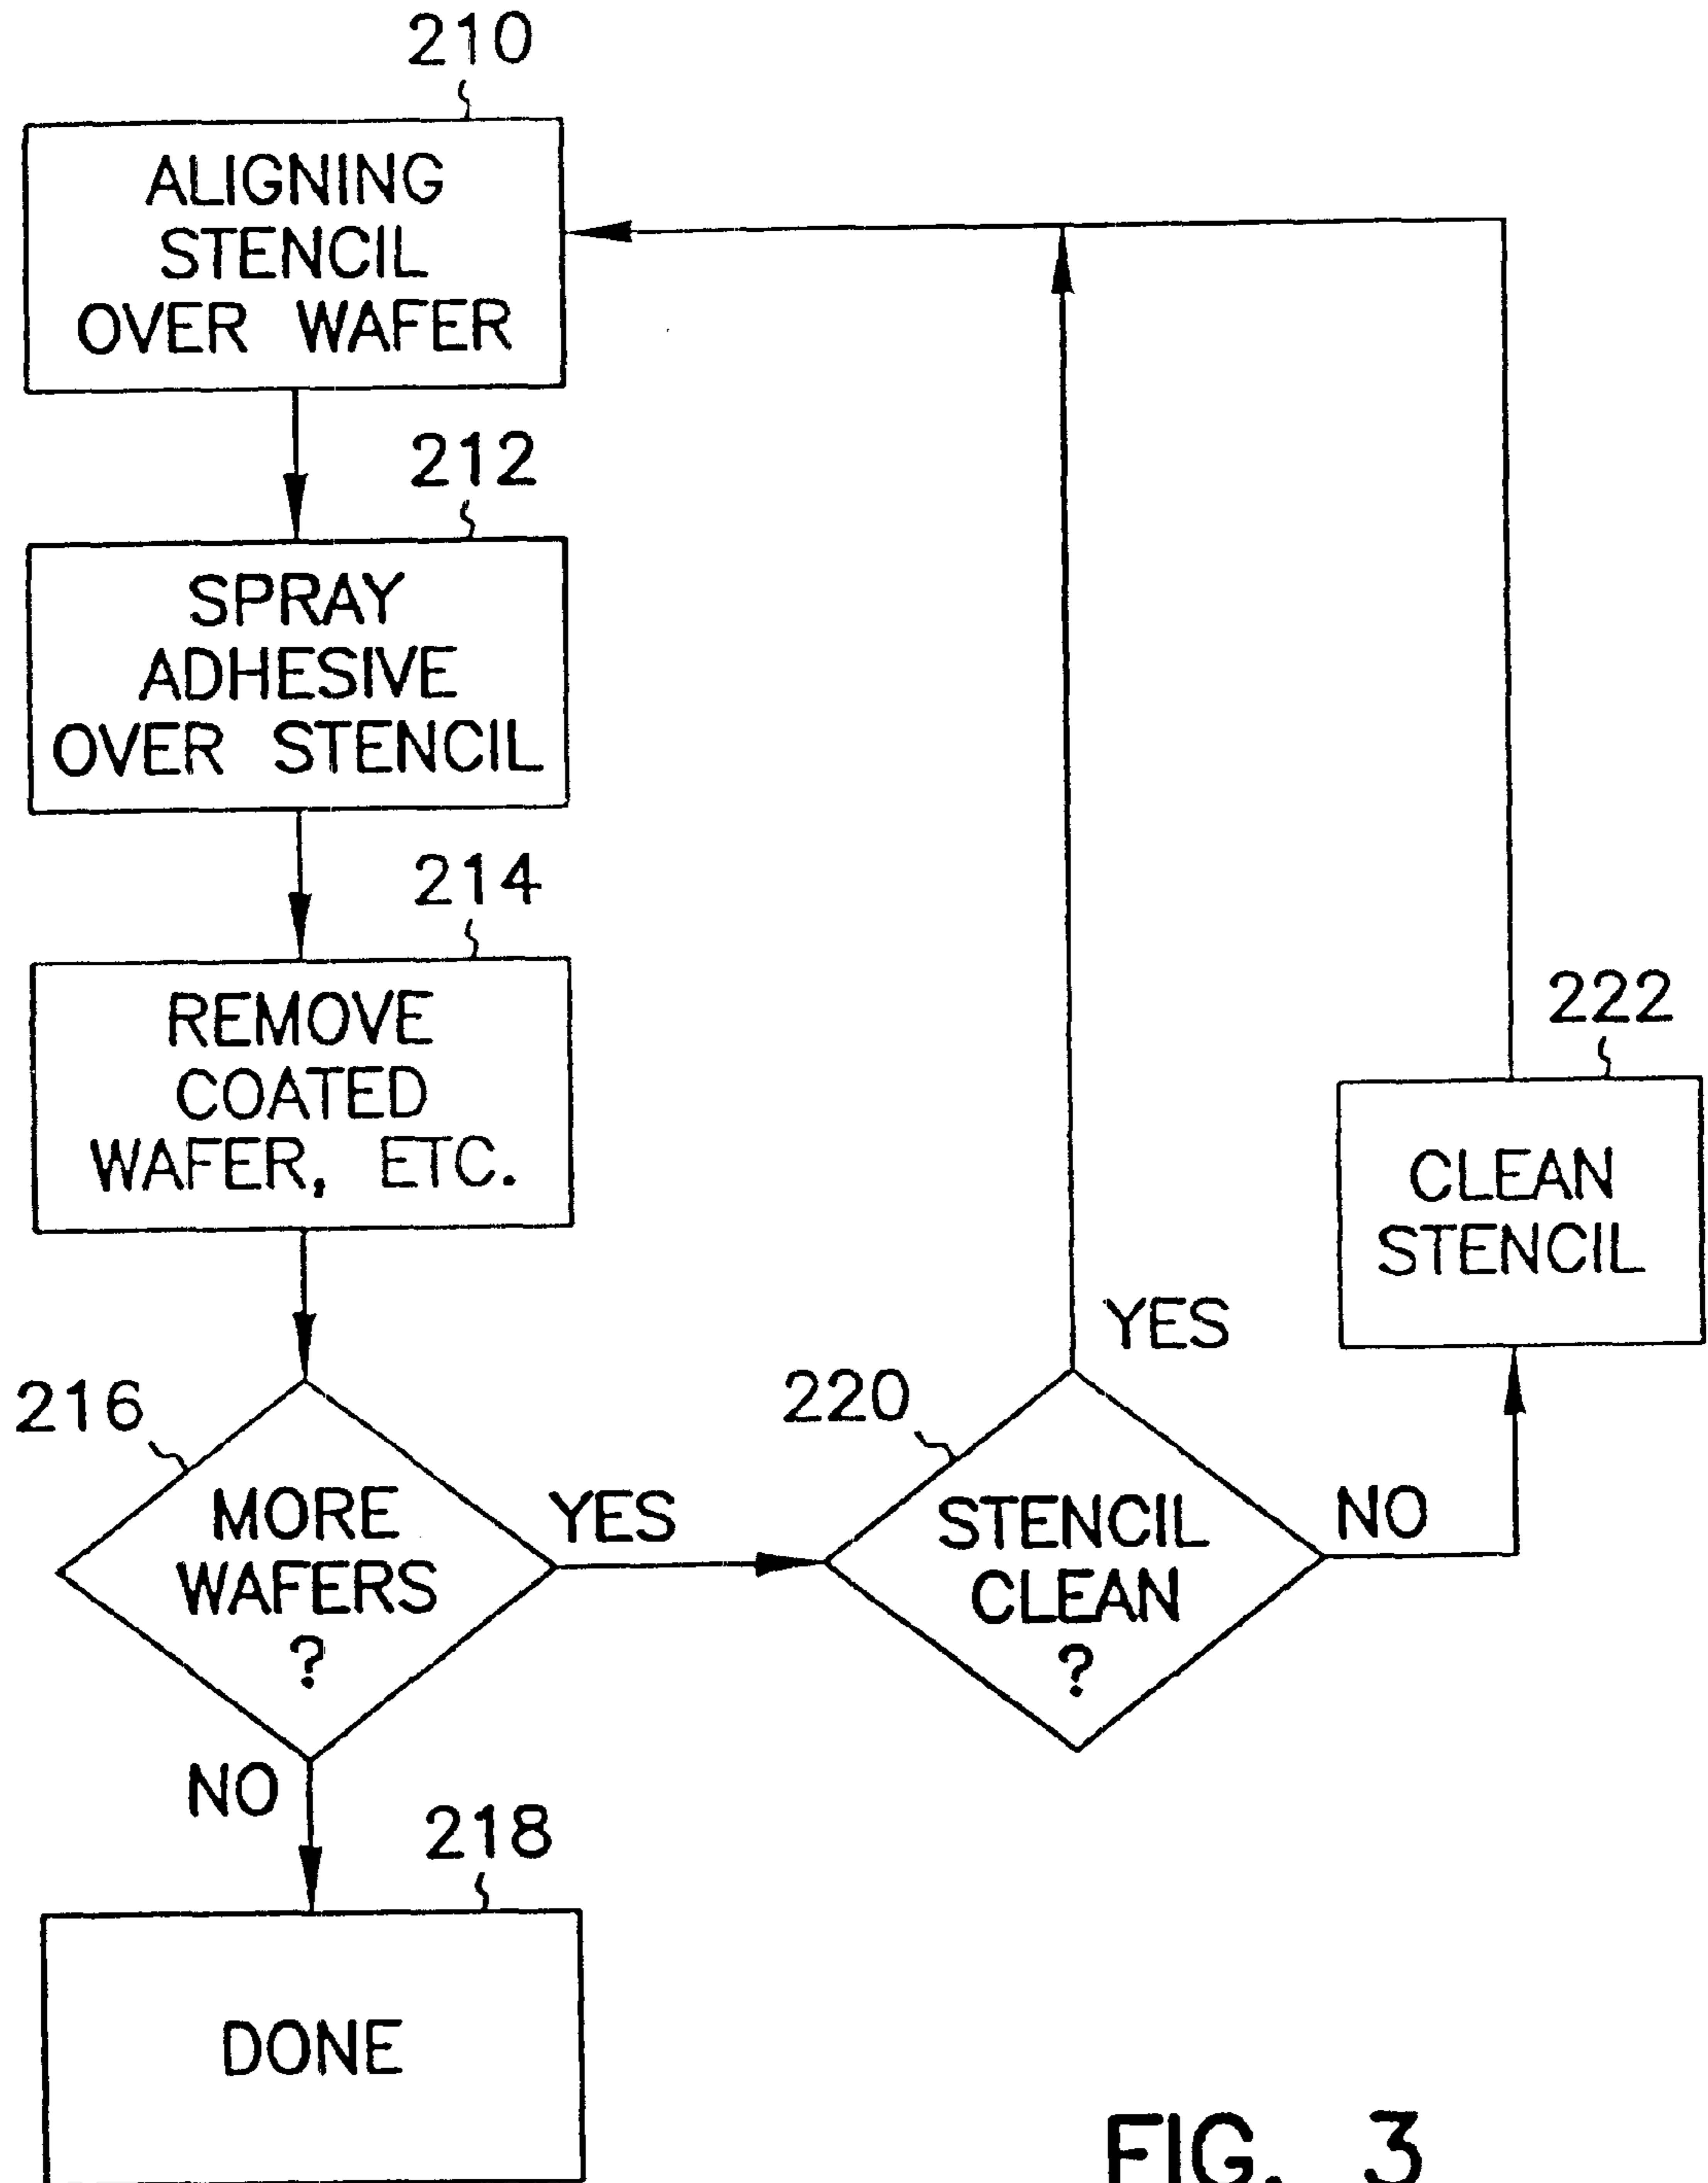 210
ALIGNING
STENCIL
OVER WAFER
212
SPRAY
ADHESIVE
OVER STENCIL
214
REMOVE
COATED
WAFER, ETC.
222
CLEAN
STENCIL
216
MORE
WAFERS
?
YES
220
STENCIL
CLEAN
?
YES
NO
NO
218
DONE
FIG. 3